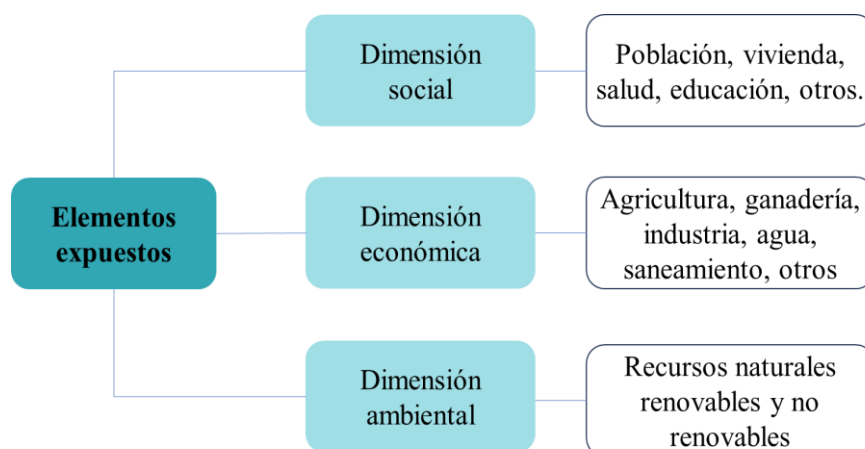 Dimensión
social
Población, vivienda,
salud, educación, otros.
Elementos
expuestos
Dimensión
económica
Agricultura, ganadería,
industria, agua,
saneamiento, otros
Dimensión
ambiental
Recursos naturales
renovables y no
renovables